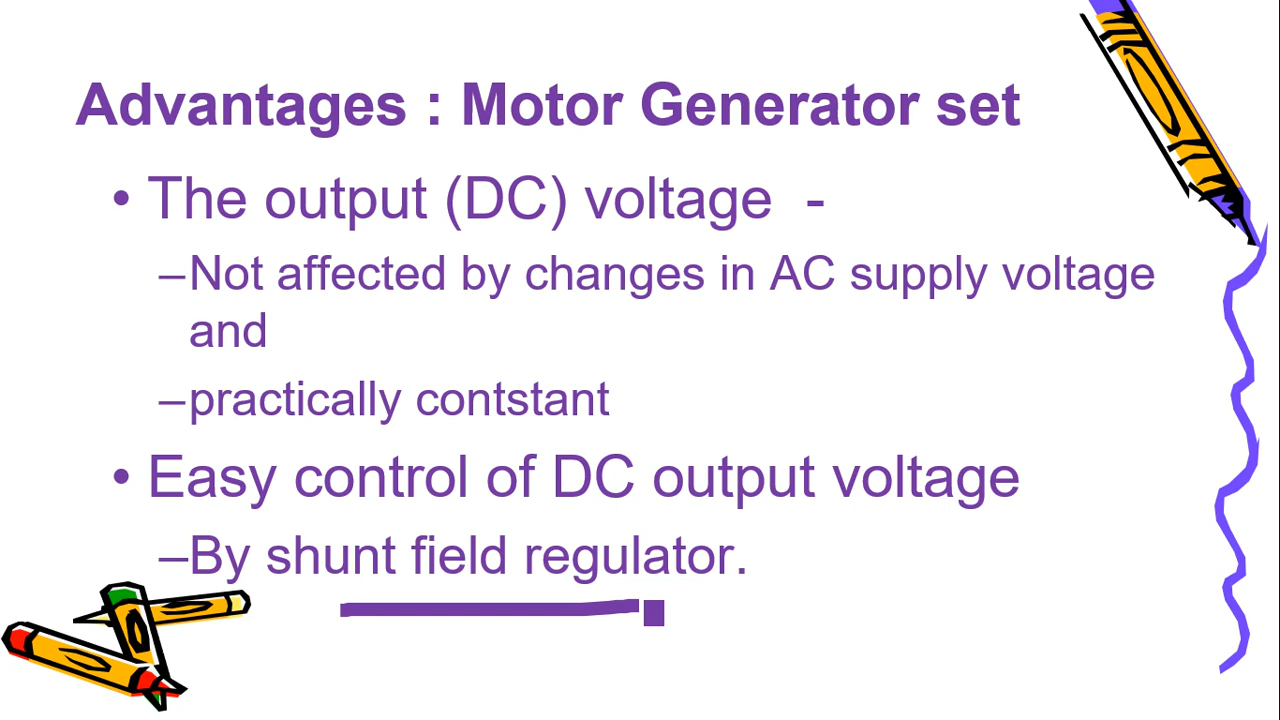 Advantages : Motor Generator set
• The output (DC) voltage -
–Not affected by changes in AC supply voltage
and
–practically contstant
• Easy control of DC output voltage
–By shunt field regulator.